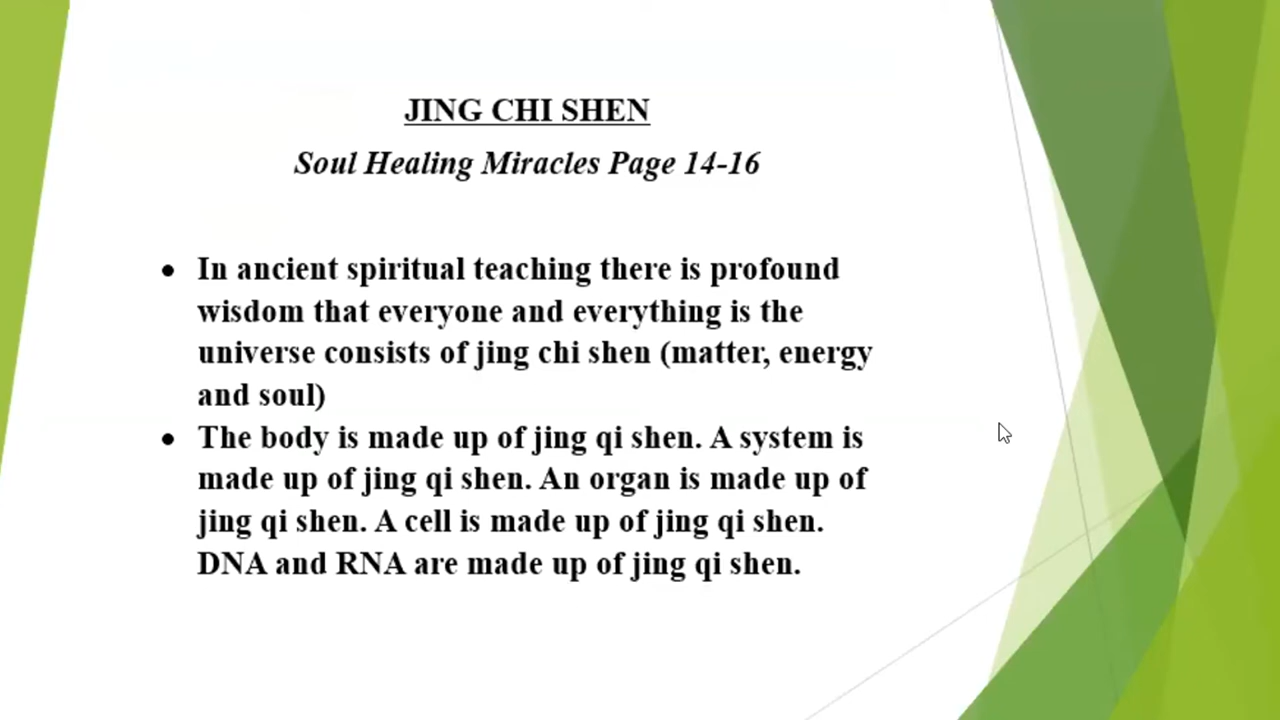 JING CHI SHEN
Soul Healing Miracles Page 14-16
• In ancient spiritual teaching there is profound
wisdom that everyone and everything is the
universe consists of jing chi shen (matter, energy
and soul)
• The body is made up of jing qi shen. A system is
made up of jing qi shen. An organ is made up of
jing qi shen. A cell is made up of jing qi shen.
DNA and RNA are made up of jing qi shen.